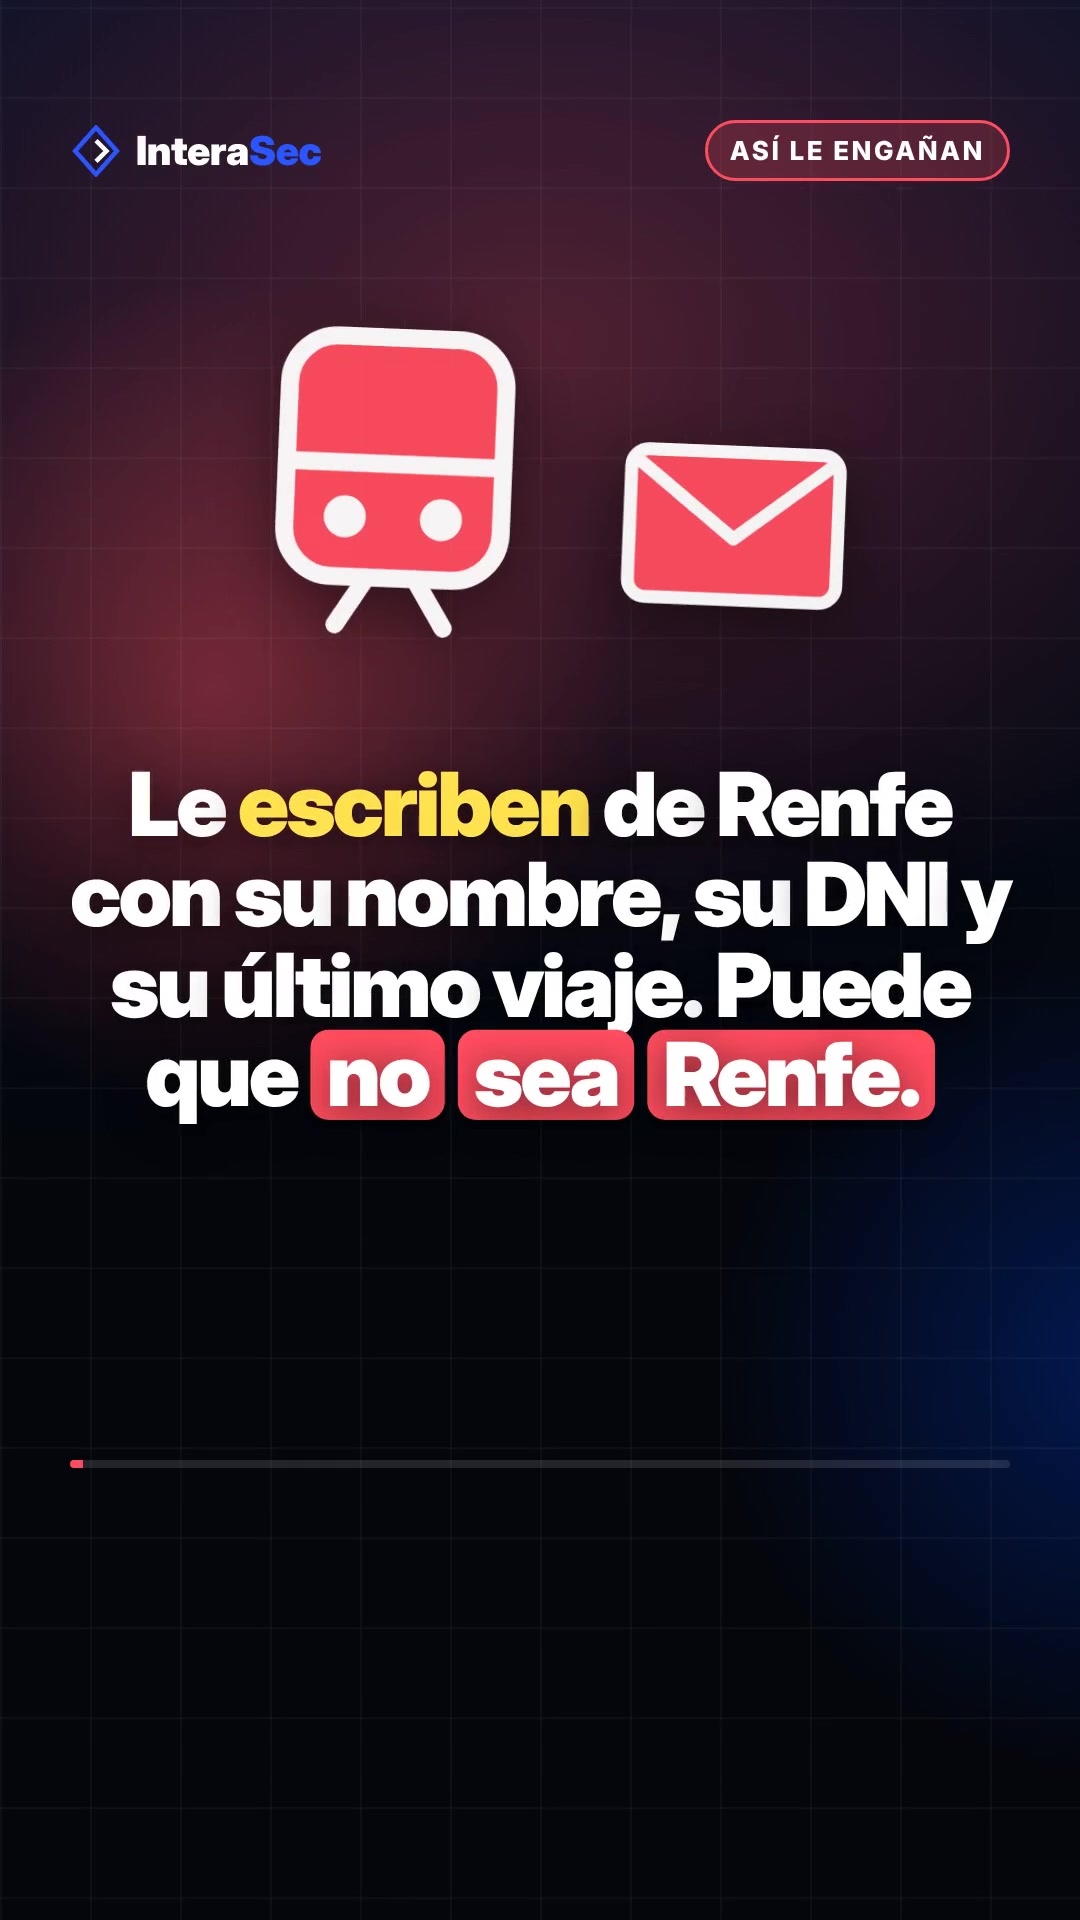 InteraSec
ASÍ LE ENGAÑAN
Le escriben de Renfe
con su nombre, su DNI y
su último viaje. Puede
que no sea Renfe.